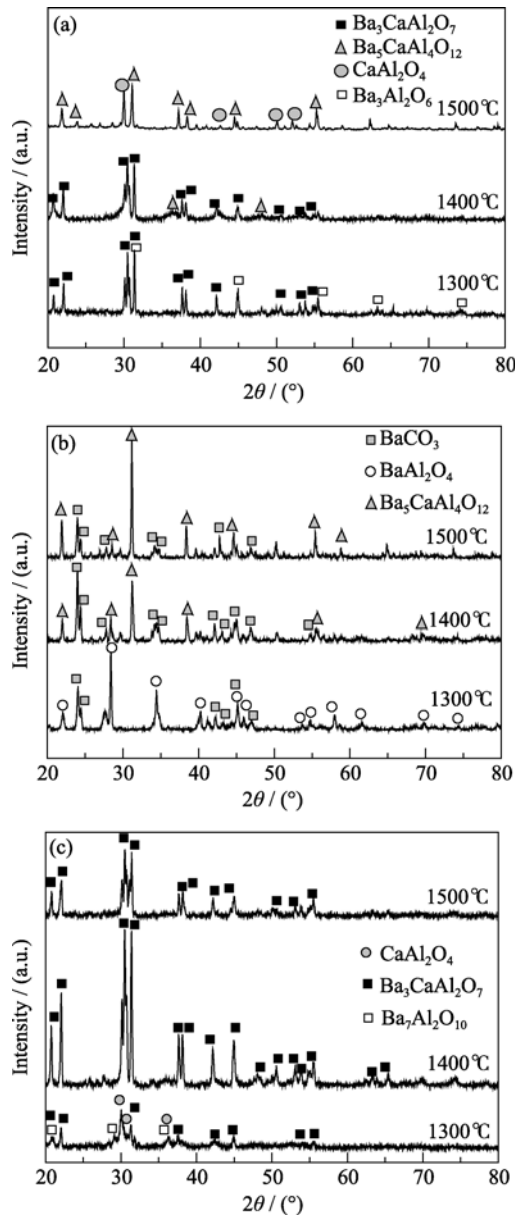 (a)
Ba₃CaAl₂O₇
Ba₅CaAl₄O₁₂
CaAl₂O₄
Ba₃Al₂O₆
1500℃
1400℃
1300℃
Intensity / (a.u.)
20 30 40 50 60 70 80
2θ / (°)
(b)
BaCO₃
BaAl₂O₄
Ba₅CaAl₄O₁₂
1500℃
1400℃
1300℃
Intensity / (a.u.)
20 30 40 50 60 70 80
2θ / (°)
(c)
1500℃
CaAl₂O₄
Ba₃CaAl₂O₇
Ba₇Al₂O₁₀
1400℃
1300℃
Intensity / (a.u.)
20 30 40 50 60 70 80
2θ / (°)